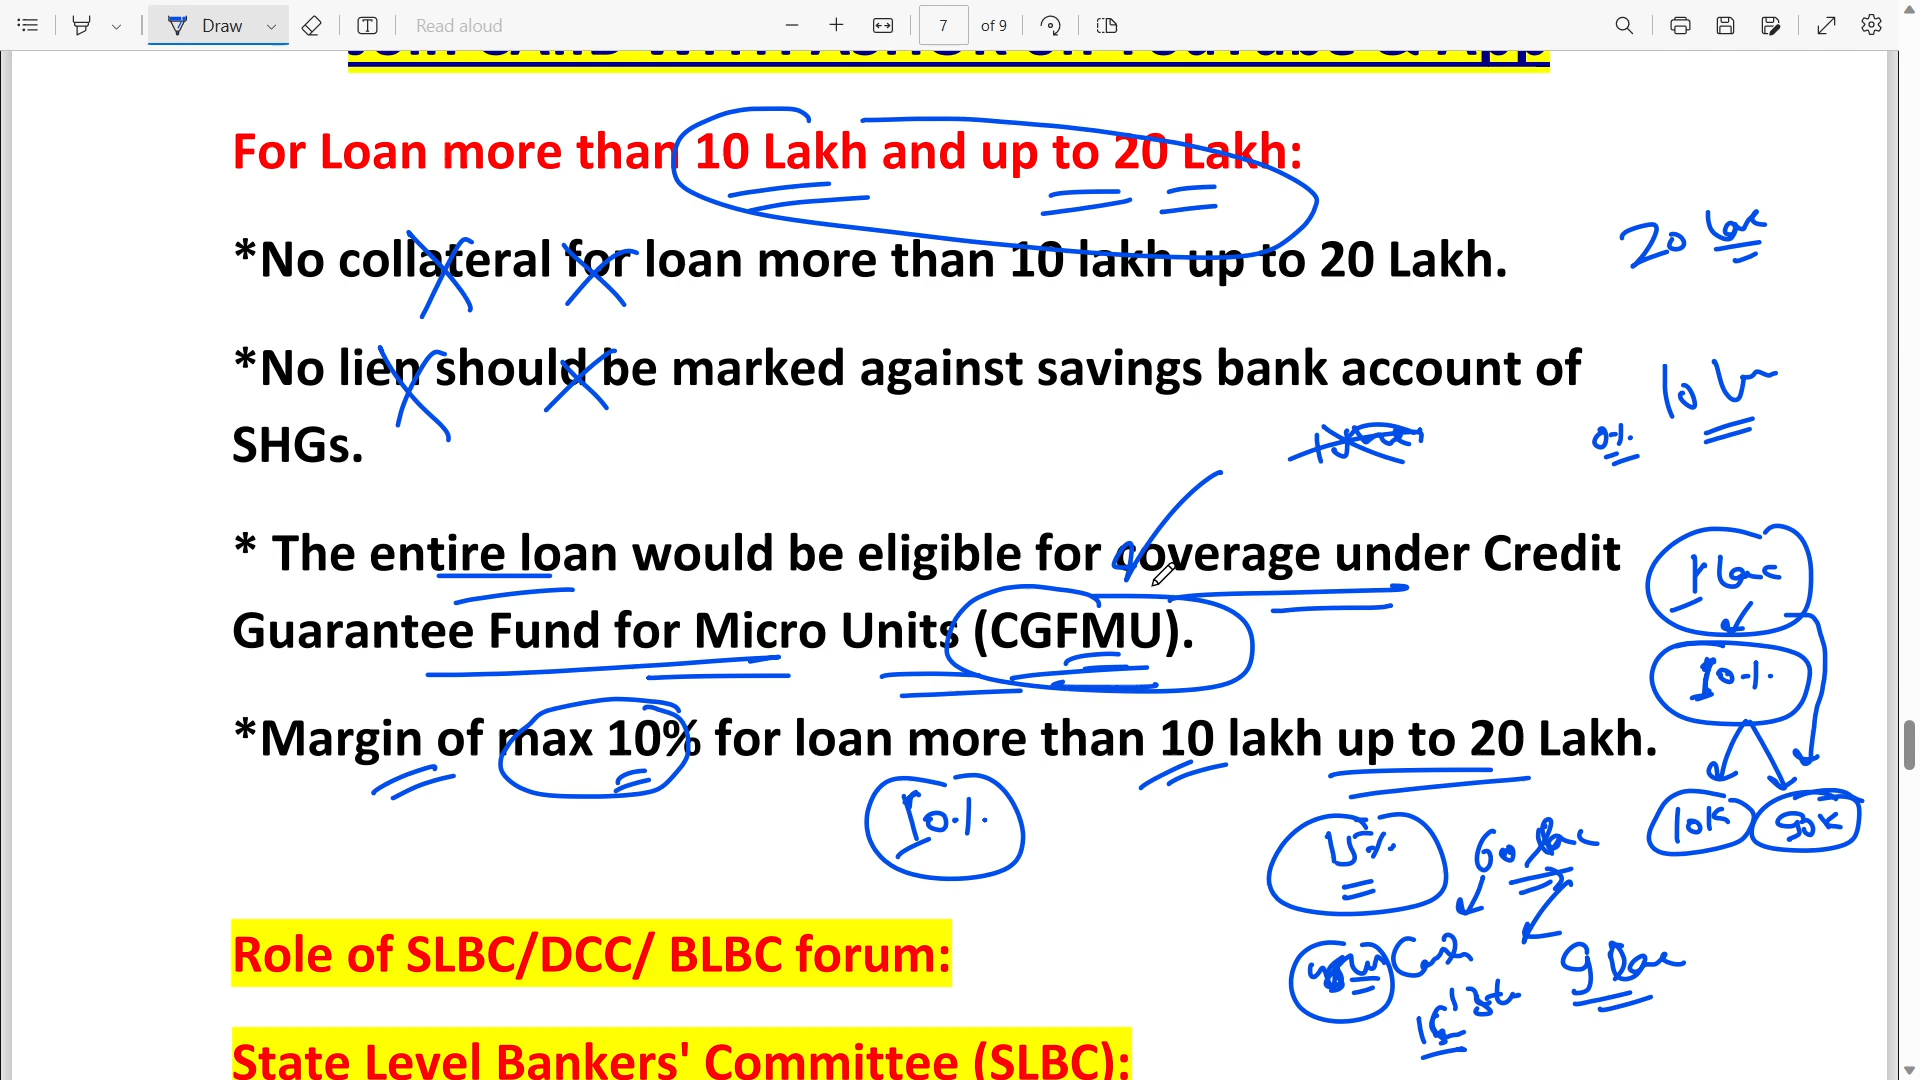 Draw
Read aloud
7 of 9
For Loan more than 10 Lakh and up to 20 Lakh:
*No collateral for loan more than 10 lakh up to 20 Lakh.
20 Lac
*No lien should be marked against savings bank account of
SHGs.
10 L
0%
* The entire loan would be eligible for coverage under Credit
1 Lac
Guarantee Fund for Micro Units (CGFMU).
10%
*Margin of max 10% for loan more than 10 lakh up to 20 Lakh.
10%
15%
60 Lac
10K
90K
9 Lac
Role of SLBC/DCC/ BLBC forum:
State Level Bankers' Committee (SLBC):